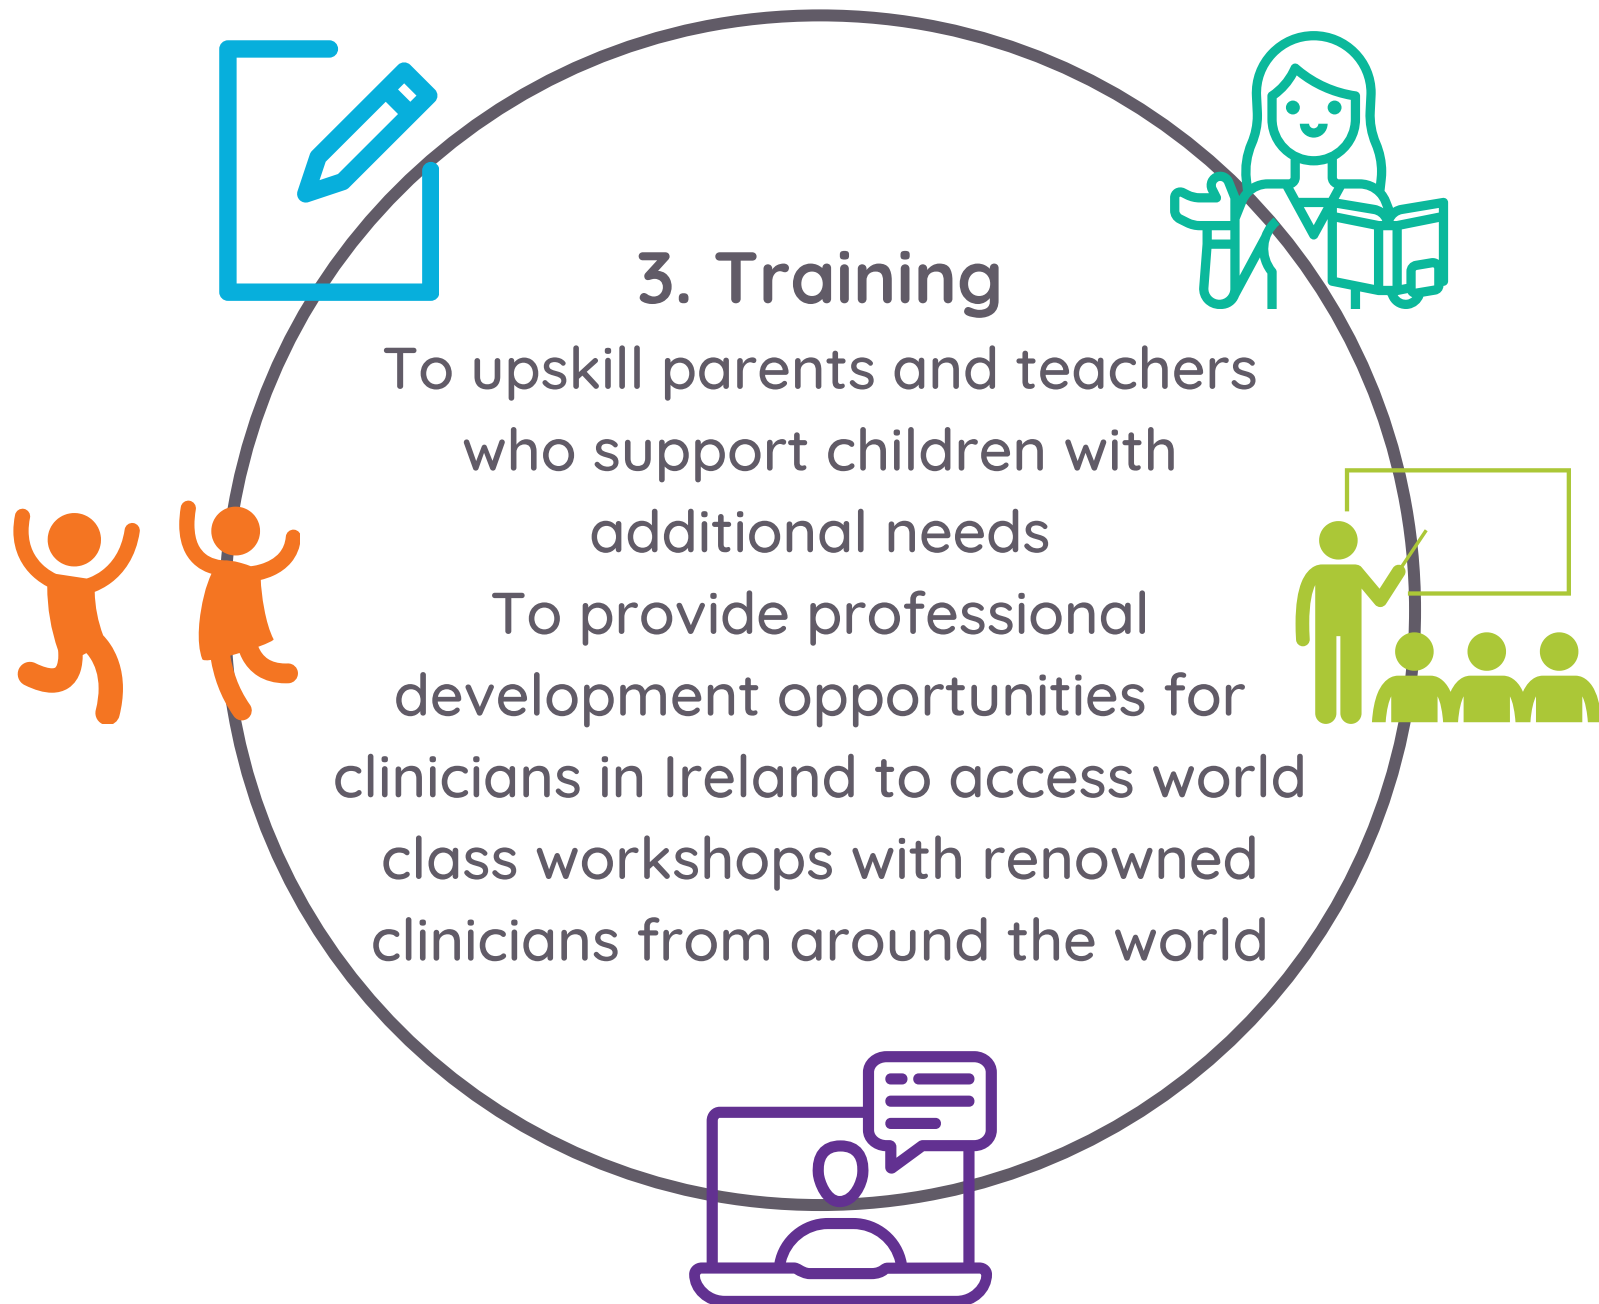 3. Training
To upskill parents and teachers
who support children with
additional needs
To provide professional
development opportunities for
clinicians in Ireland to access world
class workshops with renowned
clinicians from around the world